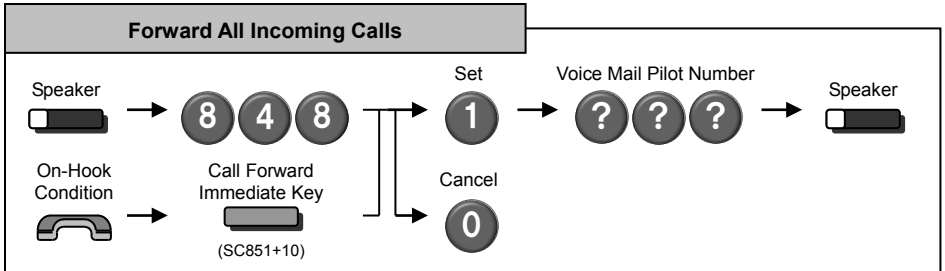 Forward All Incoming Calls
Set
Voice Mail Pilot Number
Speaker
Speaker
8 4 8
1
? ? ?
On-Hook
Condition
Call Forward
Immediate Key
Cancel
0
(SC851+10)